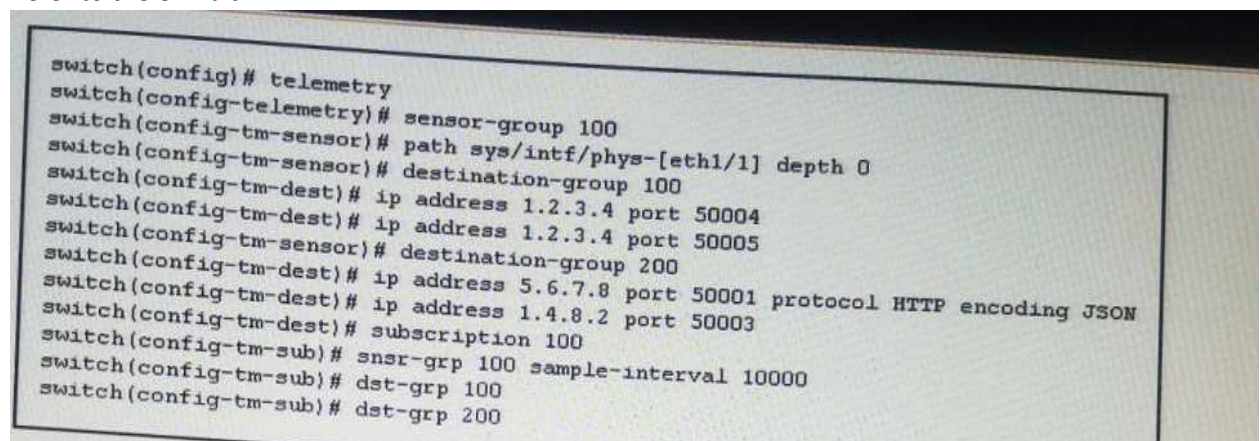 switch(config)# telemetry
switch(config-telemetry)# sensor-group 100
switch(config-tm-sensor)# path sys/intf/phys-[eth1/1] depth 0
switch(config-tm-sensor)# destination-group 100
switch(config-tm-dest)# ip address 1.2.3.4 port 50004
switch(config-tm-dest)# ip address 1.2.3.4 port 50005
switch(config-tm-sensor)# destination-group 200
switch(config-tm-dest)# ip address 5.6.7.8 port 50001 protocol HTTP encoding JSON
switch(config-tm-dest)# ip address 1.4.8.2 port 50003
switch(config-tm-dest)# subscription 100
switch(config-tm-sub)# snsr-grp 100 sample-interval 10000
switch(config-tm-sub)# dst-grp 100
switch(config-tm-sub)# dst-grp 200